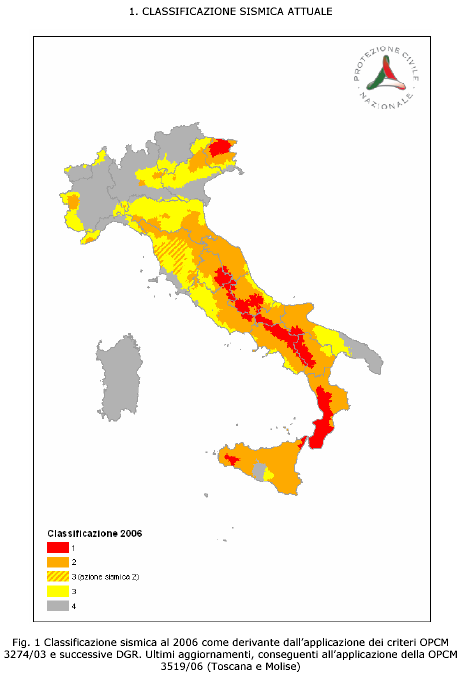 1. CLASSIFICAZIONE SISMICA ATTUALE
PROTEZIONE CIVILE
NAZIONALE
Classificazione 2006
1
2
3 (azione sismica 2)
3
4
Fig. 1 Classificazione sismica al 2006 come derivante dall'applicazione dei criteri OPCM
3274/03 e successive DGR. Ultimi aggiornamenti, conseguenti all'applicazione della OPCM
3519/06 (Toscana e Molise)